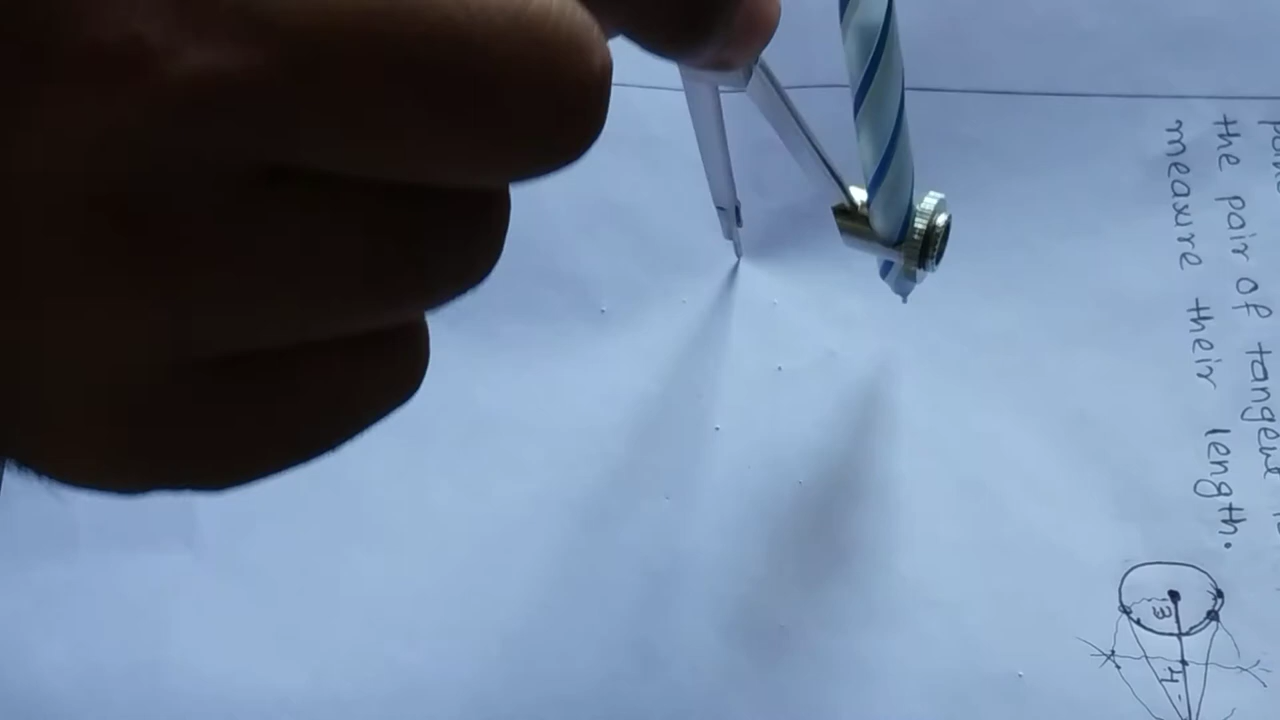 the pair of tangent
measure their length.
3
4